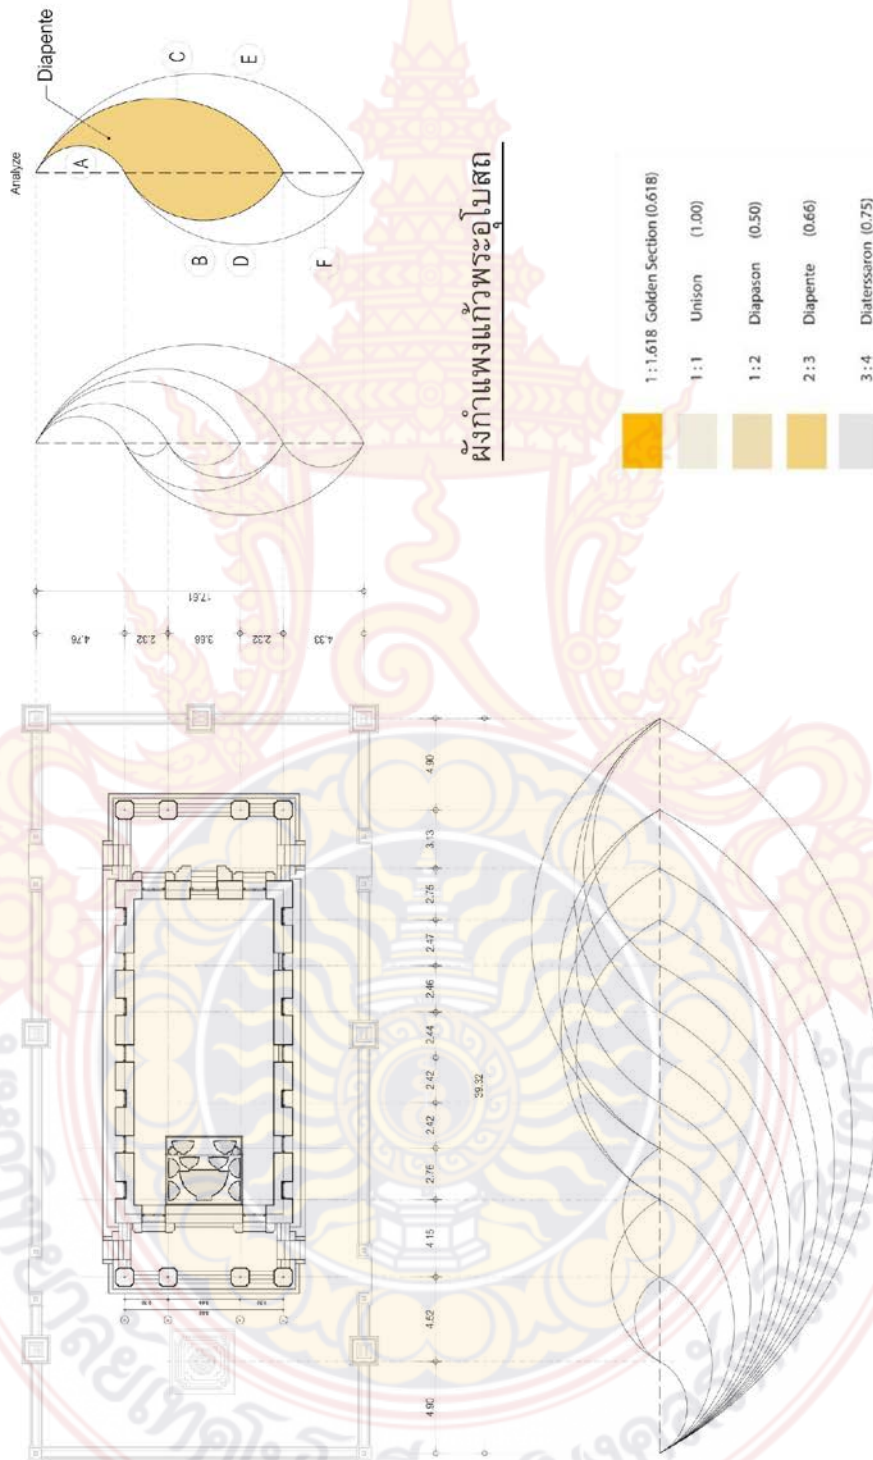 Analyze
Diapente
A
B
C
D
E
F
4.76
2.32
3.88
2.32
4.33
17.61
4.90
4.62
4.15
2.76
2.42
2.42
2.44
2.46
2.47
2.75
3.13
4.90
39.32
ผังกำแพงแก้วพระอุโบสถ
1 : 1.618 Golden Section (0.618)
1 : 1 Unison (1.00)
1 : 2 Diapason (0.50)
2 : 3 Diapente (0.66)
3 : 4 Diaterssaron (0.75)